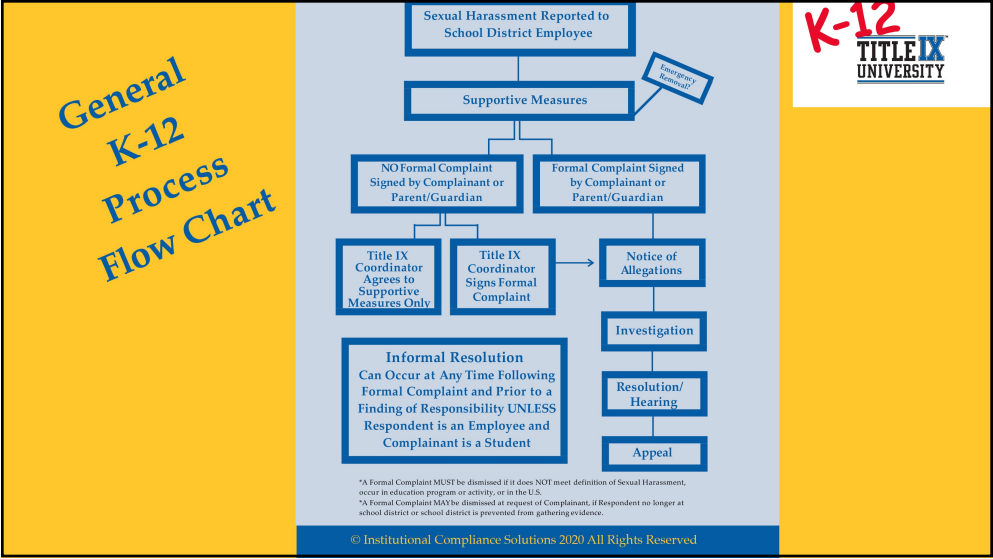 General
K-12
Process
Flow Chart
Sexual Harassment Reported to
School District Employee
Emergency
Removal?
Supportive Measures
NO Formal Complaint
Signed by Complainant or
Parent/Guardian
Formal Complaint Signed
by Complainant or
Parent/Guardian
Title IX
Coordinator
Agrees to
Supportive
Measures Only
Title IX
Coordinator
Signs Formal
Complaint
Notice of
Allegations
Investigation
Resolution/
Hearing
Appeal
Informal Resolution
Can Occur at Any Time Following
Formal Complaint and Prior to a
Finding of Responsibility UNLESS
Respondent is an Employee and
Complainant is a Student
*A Formal Complaint MUST be dismissed if it does NOT meet definition of Sexual Harassment,
occur in education program or activity, or in the U.S.
*A Formal Complaint MAY be dismissed at request of Complainant, if Respondent no longer at
school district or school district is prevented from gathering evidence.
© Institutional Compliance Solutions 2020 All Rights Reserved
K-12
TITLE IX™
UNIVERSITY